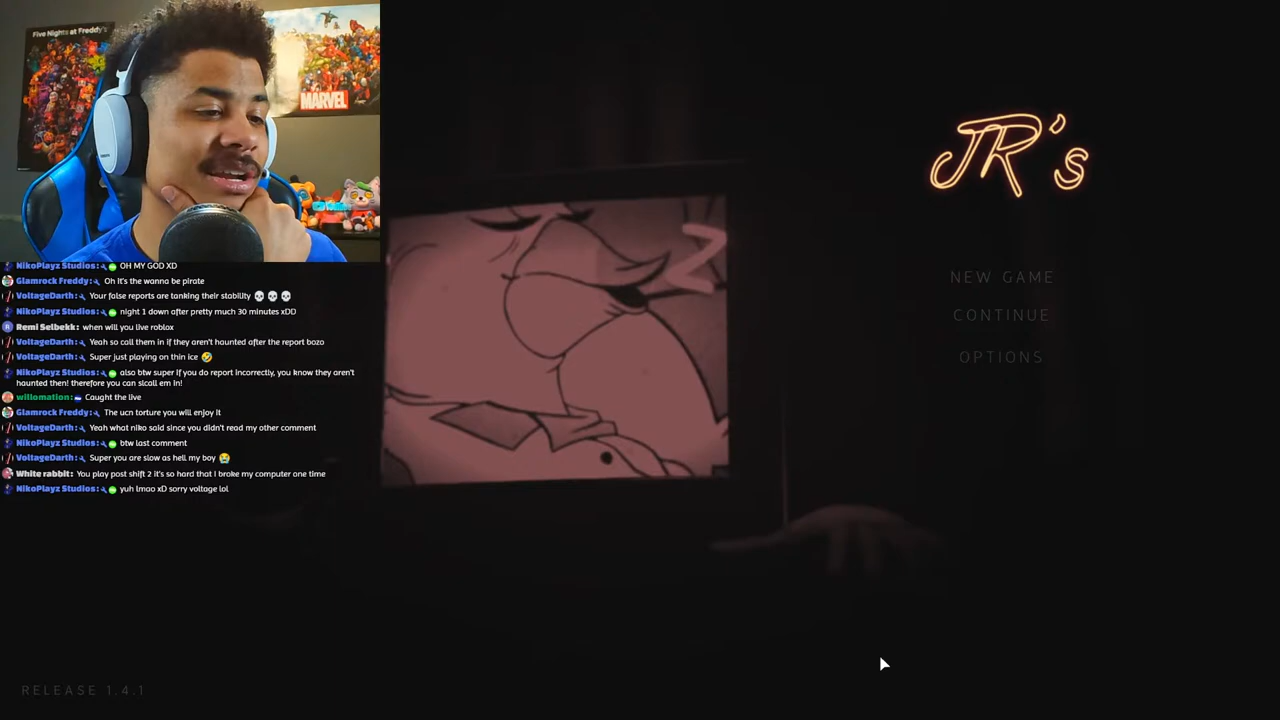 Five Nights at Freddy's
MARVEL
JR's
NikoPlayz Studios: OH MY GOD XD
Glamrock Freddy: Oh it's the wanna be pirate
VoltageDarth: Your false reports are tanking their stability 💀 💀 💀
NikoPlayz Studios: night 1 down after pretty much 30 minutes xDD
R Remi Selbekk: when will you live roblox
VoltageDarth: Yeah so call them in if they aren't haunted after the report bozo
VoltageDarth: Super just playing on thin ice 🤣
NikoPlayz Studios: also btw super if you do report incorrectly, you know they aren't
haunted then! therefore you can slcall em in!
willomation: Caught the live
Glamrock Freddy: The ucn torture you will enjoy it
VoltageDarth: Yeah what niko said since you didn't read my other comment
NikoPlayz Studios: btw last comment
VoltageDarth: Super you are slow as hell my boy 😭
White rabbit: You play post shift 2 it's so hard that I broke my computer one time
NikoPlayz Studios: yuh lmao xD sorry voltage lol
Z
NEW GAME
CONTINUE
OPTIONS
RELEASE 1.4.1